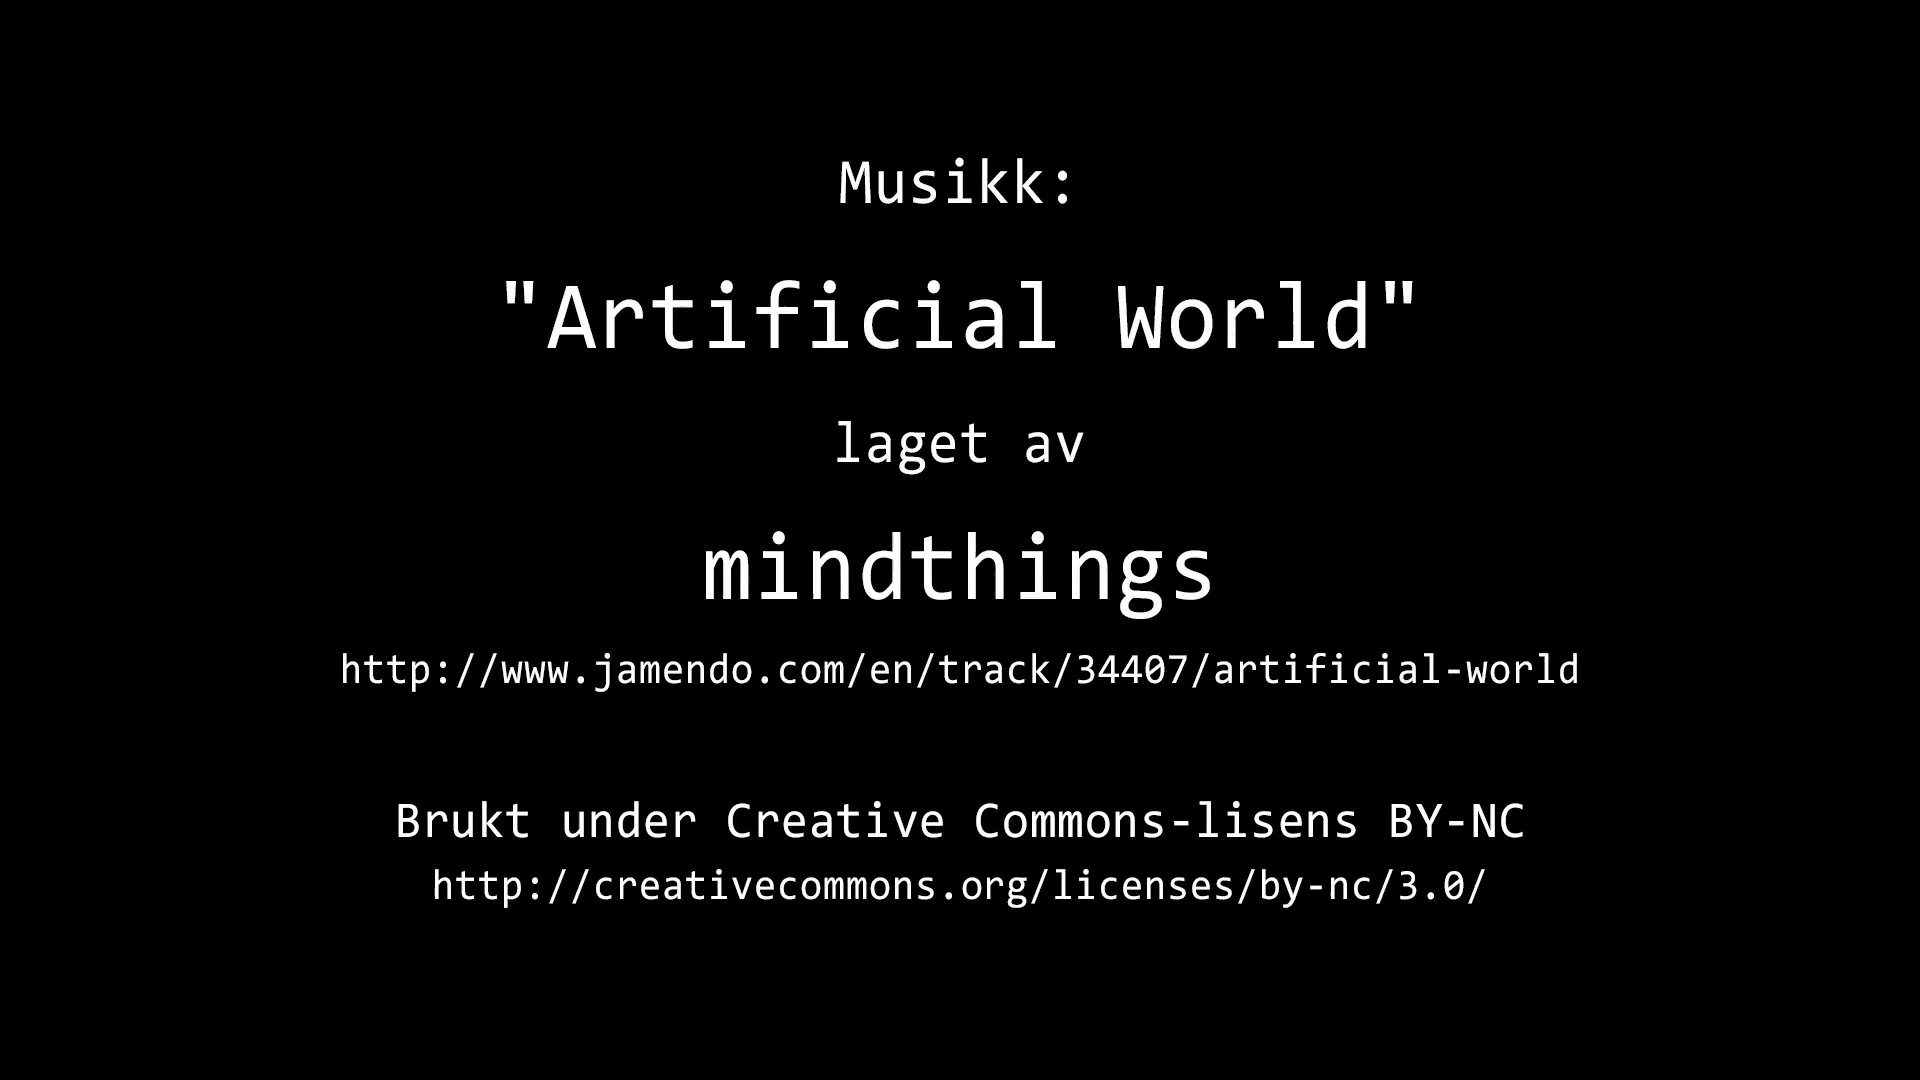 Musikk:
"Artificial World"
laget av
mindthings
http://www.jamendo.com/en/track/34407/artificial-world
Brukt under Creative Commons-lisens BY-NC
http://creativecommons.org/licenses/by-nc/3.0/